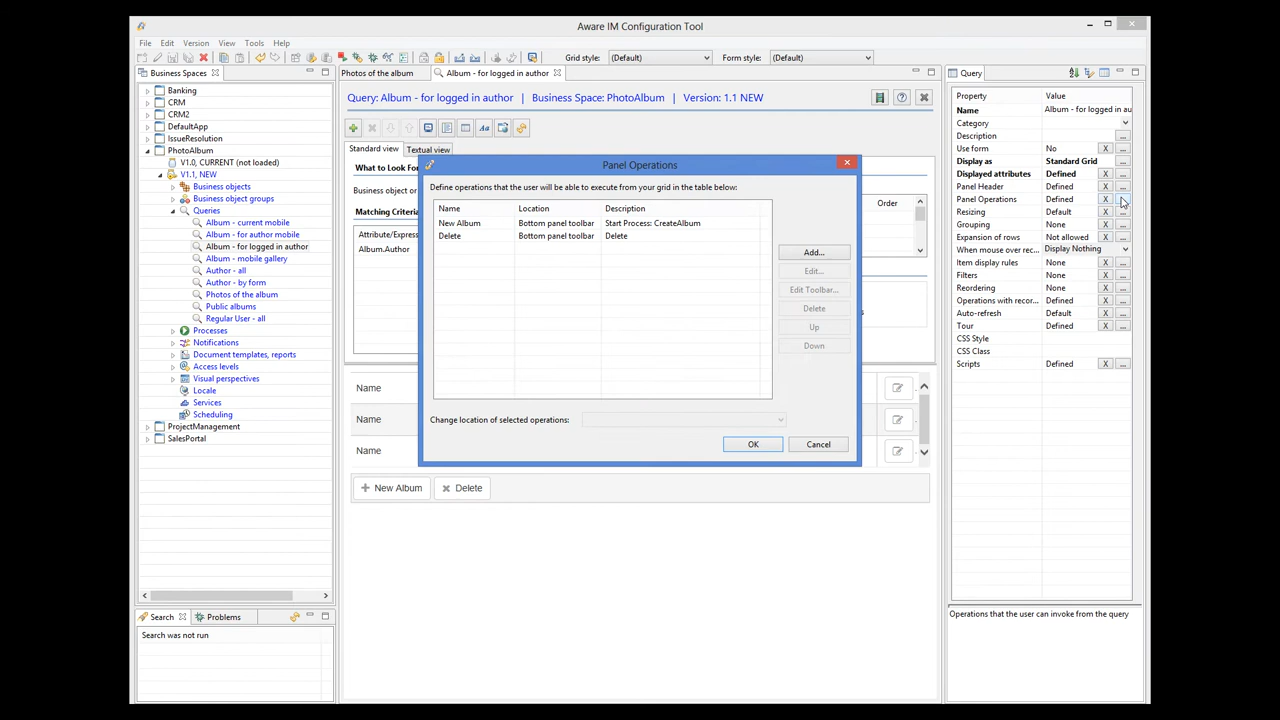 Aware IM Configuration Tool
File Edit Version View Tools Help
Grid style: (Default) Form style: (Default)
Business Spaces
Banking
CRM
CRM2
DefaultApp
IssueResolution
PhotoAlbum
V1.0, CURRENT (not loaded)
V1.1, NEW
Business objects
Business object groups
Queries
Album - current mobile
Album - for author mobile
Album - for logged in author
Album - mobile gallery
Author - all
Author - by form
Photos of the album
Public albums
Regular User - all
Processes
Notifications
Document templates, reports
Access levels
Visual perspectives
Locale
Services
Scheduling
ProjectManagement
SalesPortal
Search Problems
Search was not run
Photos of the album Album - for logged in author
Query: Album - for logged in author | Business Space: PhotoAlbum | Version: 1.1 NEW
Standard view Textual view
What to Look For
Business object or
Matching Criteria
Order
Attribute/Express
Album.Author
Name
Name
Name
New Album Delete
Panel Operations
Define operations that the user will be able to execute from your grid in the table below:
Name Location Description
New Album Bottom panel toolbar Start Process: CreateAlbum
Delete Bottom panel toolbar Delete
Add...
Edit...
Edit Toolbar...
Delete
Up
Down
Change location of selected operations:
OK Cancel
Query
Property Value
Name Album - for logged in au
Category
Description ...
Use form No X ...
Display as Standard Grid
Displayed attributes Defined X ...
Panel Header Defined X ...
Panel Operations Defined X ...
Resizing Default X ...
Grouping None X ...
Expansion of rows Not allowed X ...
When mouse over rec Display Nothing
Item display rules None X ...
Filters None X ...
Reordering None X ...
Operations with recor... Defined X ...
Auto-refresh Default X ...
Tour Defined X ...
CSS Style
CSS Class
Scripts Defined X ...
Operations that the user can invoke from the query